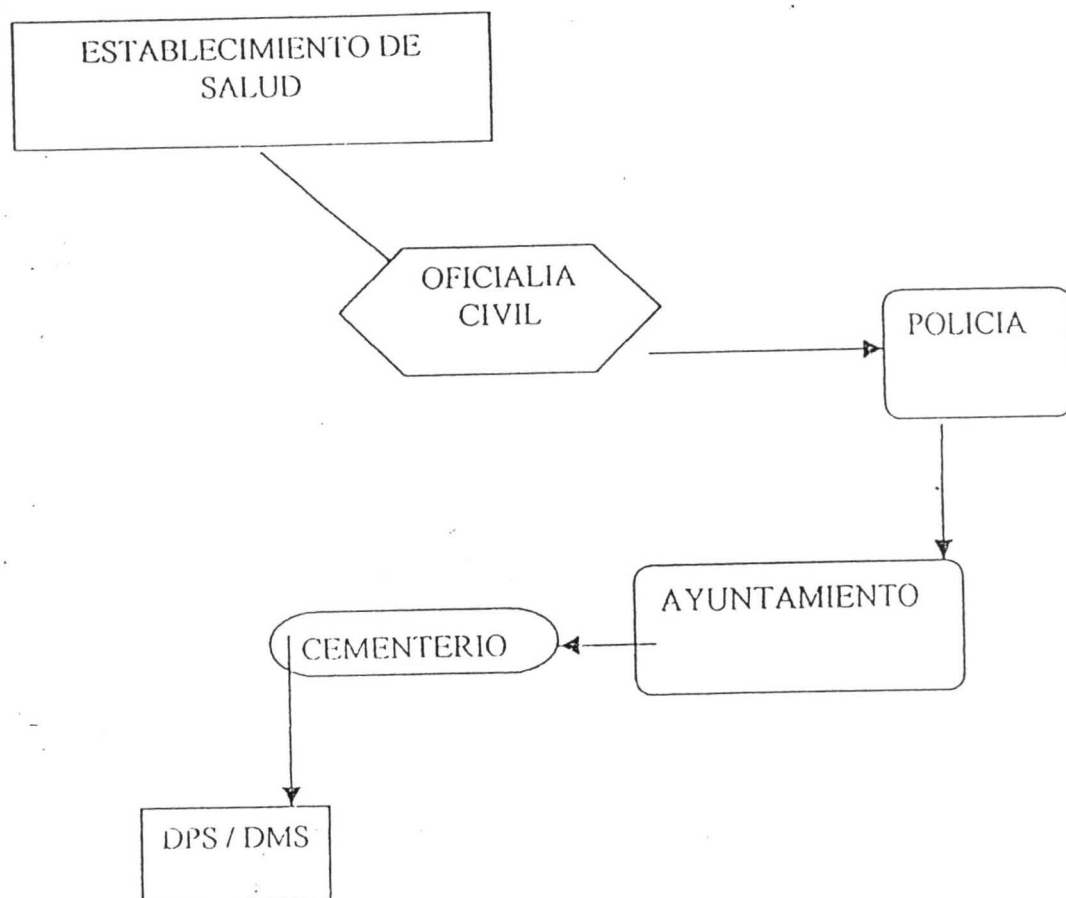 ESTABLECIMIENTO DE
SALUD
OFICIALIA
CIVIL
POLICIA
AYUNTAMIENTO
CEMENTERIO
DPS / DMS